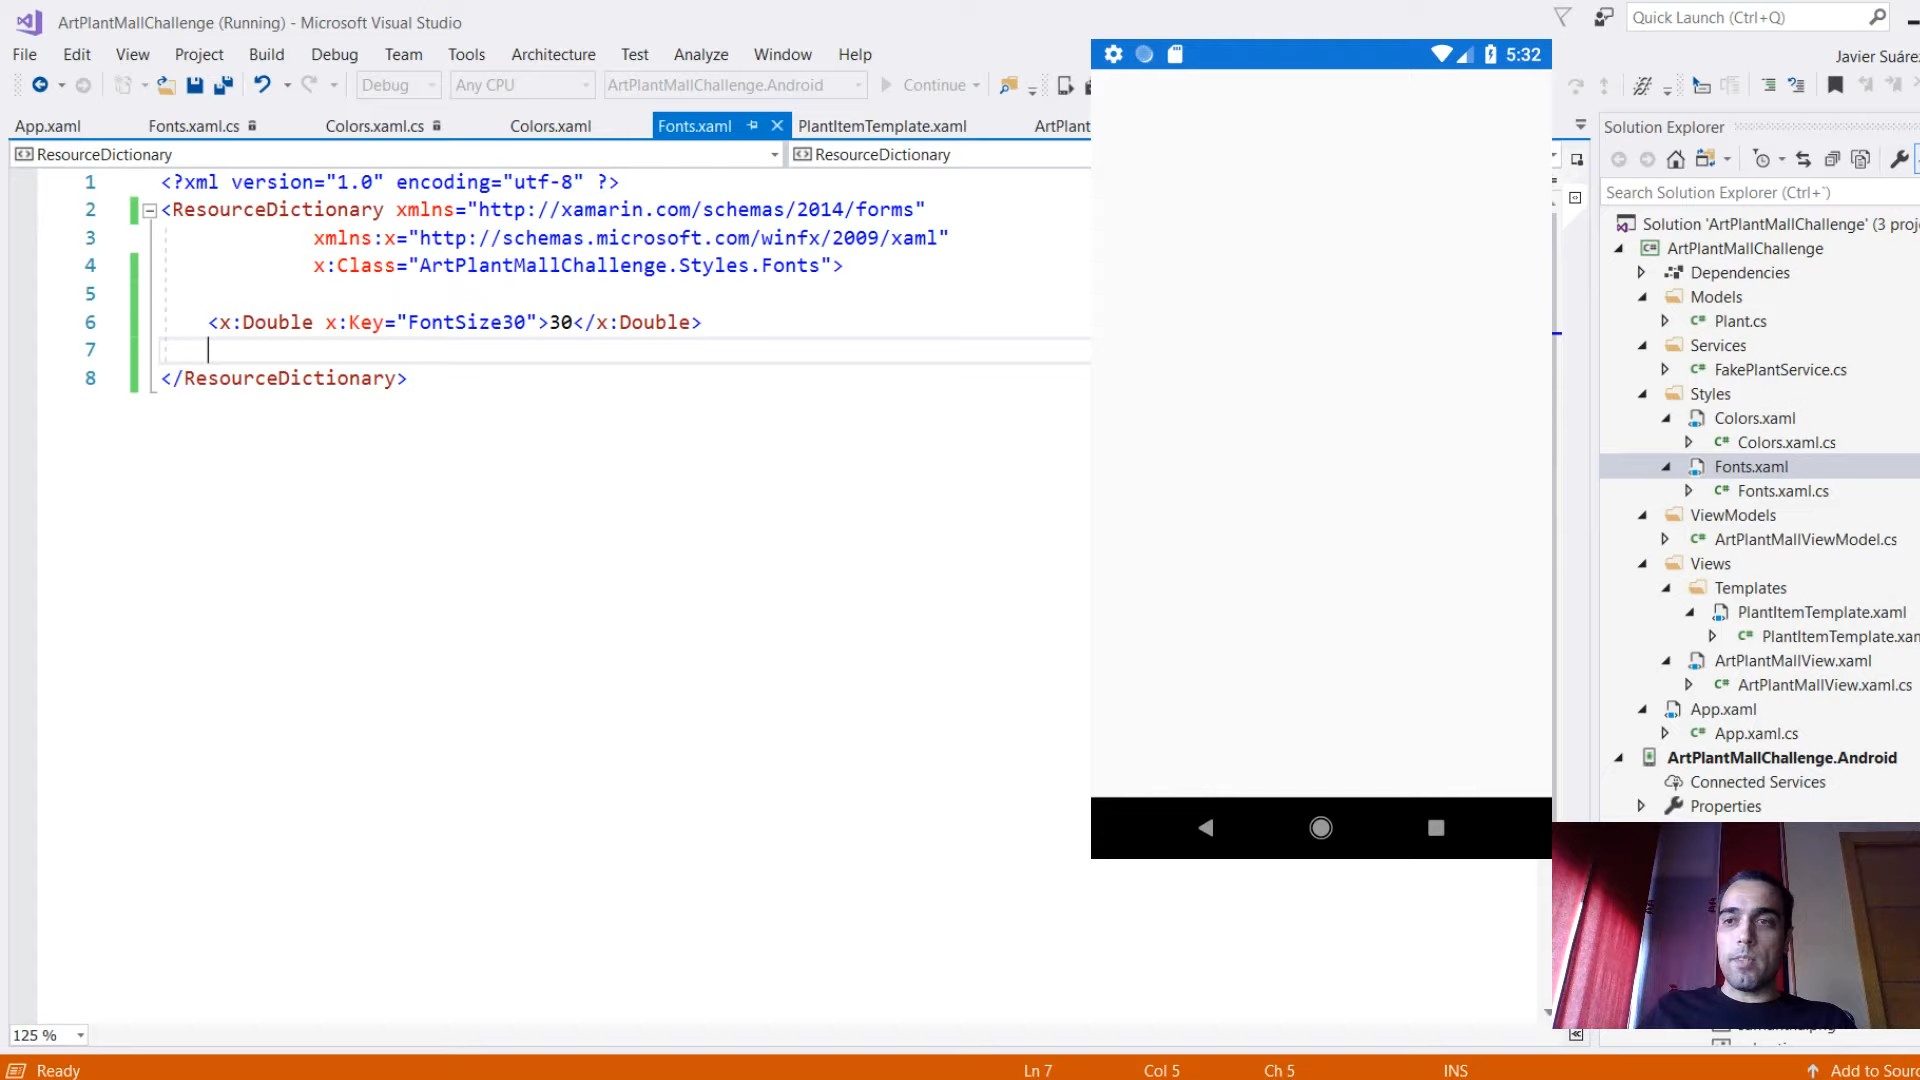 ArtPlantMallChallenge (Running) - Microsoft Visual Studio
Quick Launch (Ctrl+Q)
File Edit View Project Build Debug Team Tools Architecture Test Analyze Window Help
Javier Suáre
Debug Any CPU ArtPlantMallChallenge.Android Continue
5:32
App.xaml Fonts.xaml.cs Colors.xaml.cs Colors.xaml Fonts.xaml PlantItemTemplate.xaml ArtPlant
ResourceDictionary ResourceDictionary
1 <?xml version="1.0" encoding="utf-8" ?>
2 <ResourceDictionary xmlns="http://xamarin.com/schemas/2014/forms"
3 xmlns:x="http://schemas.microsoft.com/winfx/2009/xaml"
4 x:Class="ArtPlantMallChallenge.Styles.Fonts">
5
6 <x:Double x:Key="FontSize30">30</x:Double>
7
8 </ResourceDictionary>
Solution Explorer
Search Solution Explorer (Ctrl+`)
Solution 'ArtPlantMallChallenge' (3 proje
ArtPlantMallChallenge
Dependencies
Models
C# Plant.cs
Services
C# FakePlantService.cs
Styles
Colors.xaml
C# Colors.xaml.cs
Fonts.xaml
C# Fonts.xaml.cs
ViewModels
C# ArtPlantMallViewModel.cs
Views
Templates
PlantItemTemplate.xaml
C# PlantItemTemplate.xam
ArtPlantMallView.xaml
C# ArtPlantMallView.xaml.cs
App.xaml
C# App.xaml.cs
ArtPlantMallChallenge.Android
Connected Services
Properties
125 %
Ready Ln 7 Col 5 Ch 5 INS Add to Sourc